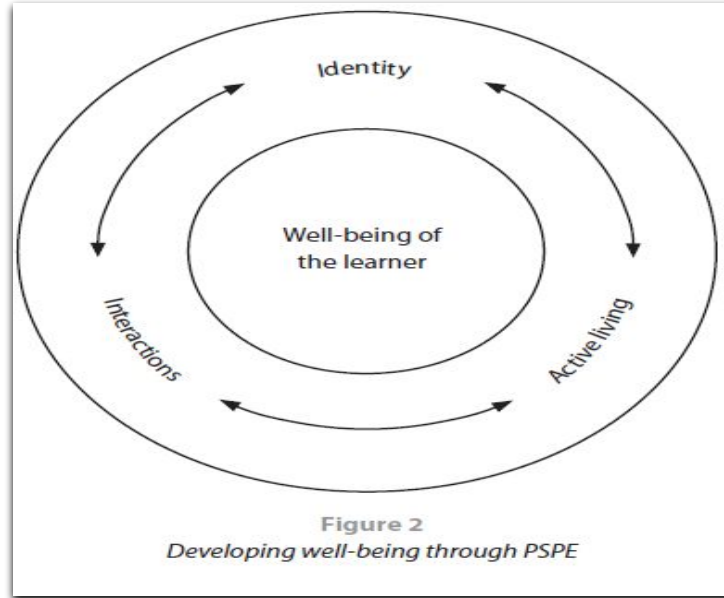 Identity
Well-being of
the learner
Interactions
Active living
Figure 2
Developing well-being through PSPE